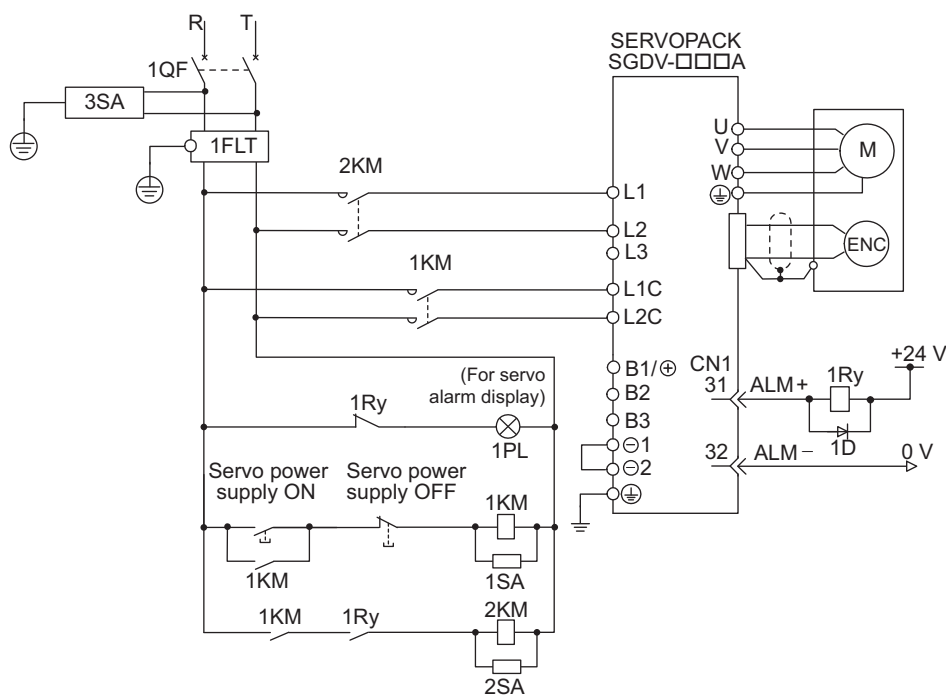 R T
SERVOPACK
SGDV-□□□A
1QF
3SA
1FLT
2KM
1KM
L1
L2
L3
L1C
L2C
U
V
W
M
ENC
B1/⊕
B2
B3
⊖1
⊖2
CN1
31 ALM+
1Ry
+24 V
1D
32 ALM− 0 V
(For servo
alarm display)
1Ry
1PL
Servo power
supply ON
Servo power
supply OFF
1KM
1KM
1SA
1KM
1Ry
2KM
2SA